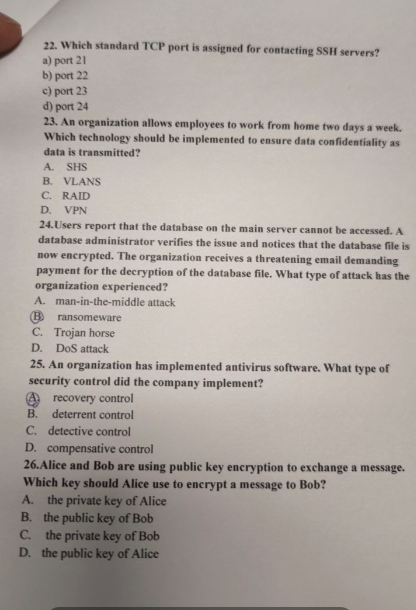 22. Which standard TCP port is assigned for contacting SSH servers?
a) port 21
b) port 22
c) port 23
d) port 24
23. An organization allows employees to work from home two days a week.
Which technology should be implemented to ensure data confidentiality as
data is transmitted?
A. SHS
B. VLANS
C. RAID
D. VPN
24.Users report that the database on the main server cannot be accessed. A
database administrator verifies the issue and notices that the database file is
now encrypted. The organization receives a threatening email demanding
payment for the decryption of the database file. What type of attack has the
organization experienced?
A. man-in-the-middle attack
B. ransomeware
C. Trojan horse
D. DoS attack
25. An organization has implemented antivirus software. What type of
security control did the company implement?
A. recovery control
B. deterrent control
C. detective control
D. compensative control
26.Alice and Bob are using public key encryption to exchange a message.
Which key should Alice use to encrypt a message to Bob?
A. the private key of Alice
B. the public key of Bob
C. the private key of Bob
D. the public key of Alice